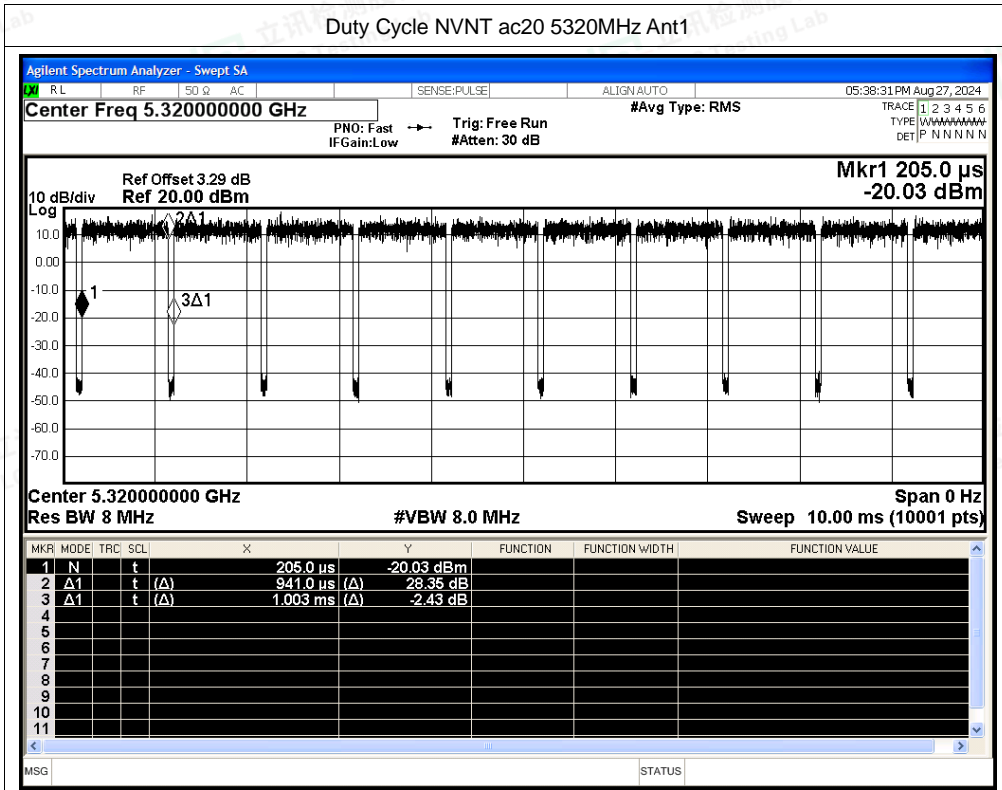 Duty Cycle NVNT ac20 5320MHz Ant1
Agilent Spectrum Analyzer - Swept SA
LXI RL RF 50 Ω AC SENSE:PULSE ALIGN AUTO 05:38:31 PM Aug 27, 2024
Center Freq 5.320000000 GHz #Avg Type: RMS TRACE 1 2 3 4 5 6
PNO: Fast Trig: Free Run TYPE WWWWWW
IFGain:Low #Atten: 30 dB DET P N N N N N
Mkr1 205.0 µs
Ref Offset 3.29 dB
10 dB/div Ref 20.00 dBm -20.03 dBm
Log
2Δ1
10.0
0.00
-10.0
1
3Δ1
-20.0
-30.0
-40.0
-50.0
-60.0
-70.0
Center 5.320000000 GHz Span 0 Hz
Res BW 8 MHz #VBW 8.0 MHz Sweep 10.00 ms (10001 pts)
MKR MODE TRC SCL X Y FUNCTION FUNCTION WIDTH FUNCTION VALUE
1 N t 205.0 µs -20.03 dBm
2 Δ1 t (Δ) 941.0 µs (Δ) 28.35 dB
3 Δ1 t (Δ) 1.003 ms (Δ) -2.43 dB
4
5
6
7
8
9
10
11
MSG STATUS